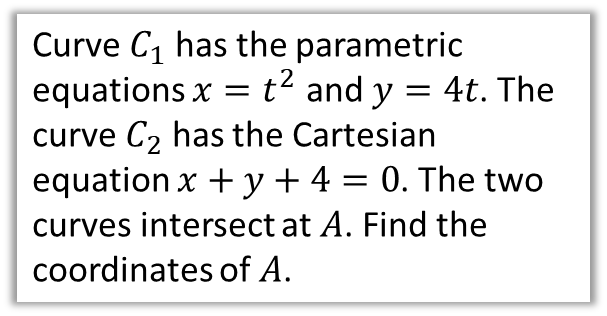 Curve C₁ has the parametric
equations x = t² and y = 4t. The
curve C₂ has the Cartesian
equation x + y + 4 = 0. The two
curves intersect at A. Find the
coordinates of A.